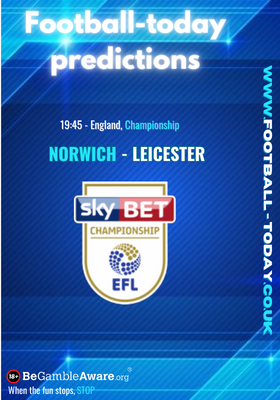 Football-today
predictions
19:45 - England, Championship
NORWICH - LEICESTER
sky BET
CHAMPIONSHIP
EFL
WWW.FOOTBALL-TODAY.CO.UK
18+ BeGambleAware.org®
When the fun stops, STOP